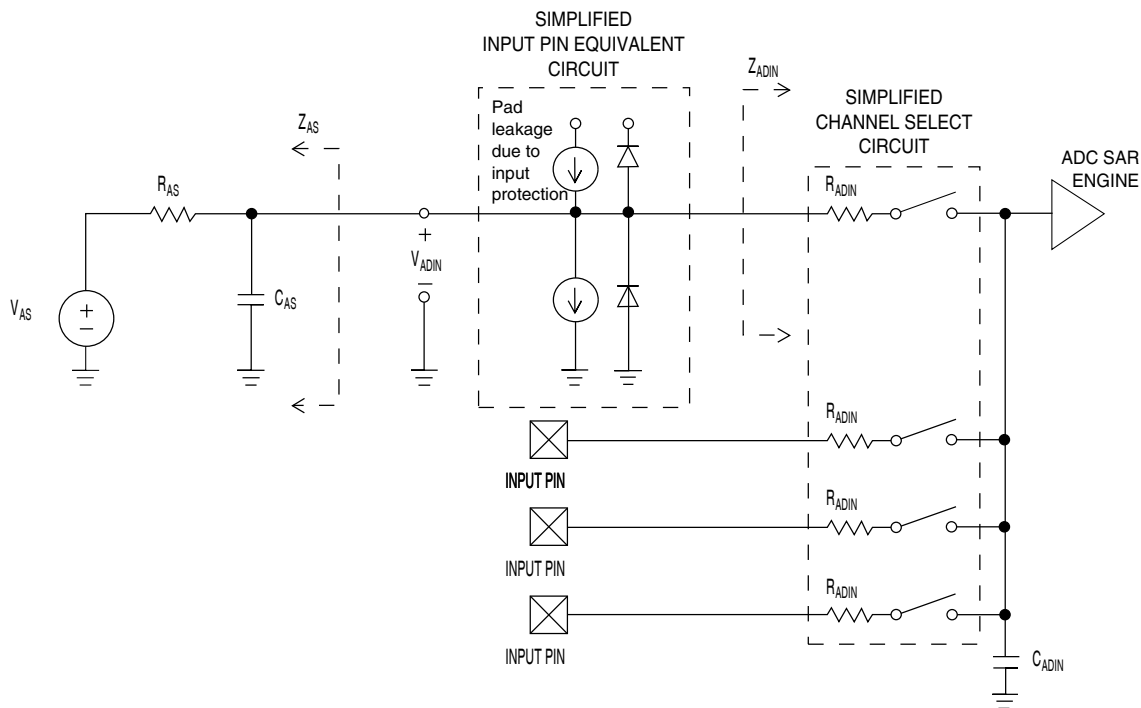 SIMPLIFIED
INPUT PIN EQUIVALENT
CIRCUIT
Pad
leakage
due to
input
protection
Z_ADIN
SIMPLIFIED
CHANNEL SELECT
CIRCUIT
ADC SAR
ENGINE
Z_AS
R_AS
R_ADIN
+
V_ADIN
−
V_AS
+
−
C_AS
R_ADIN
INPUT PIN
R_ADIN
INPUT PIN
R_ADIN
INPUT PIN
C_ADIN